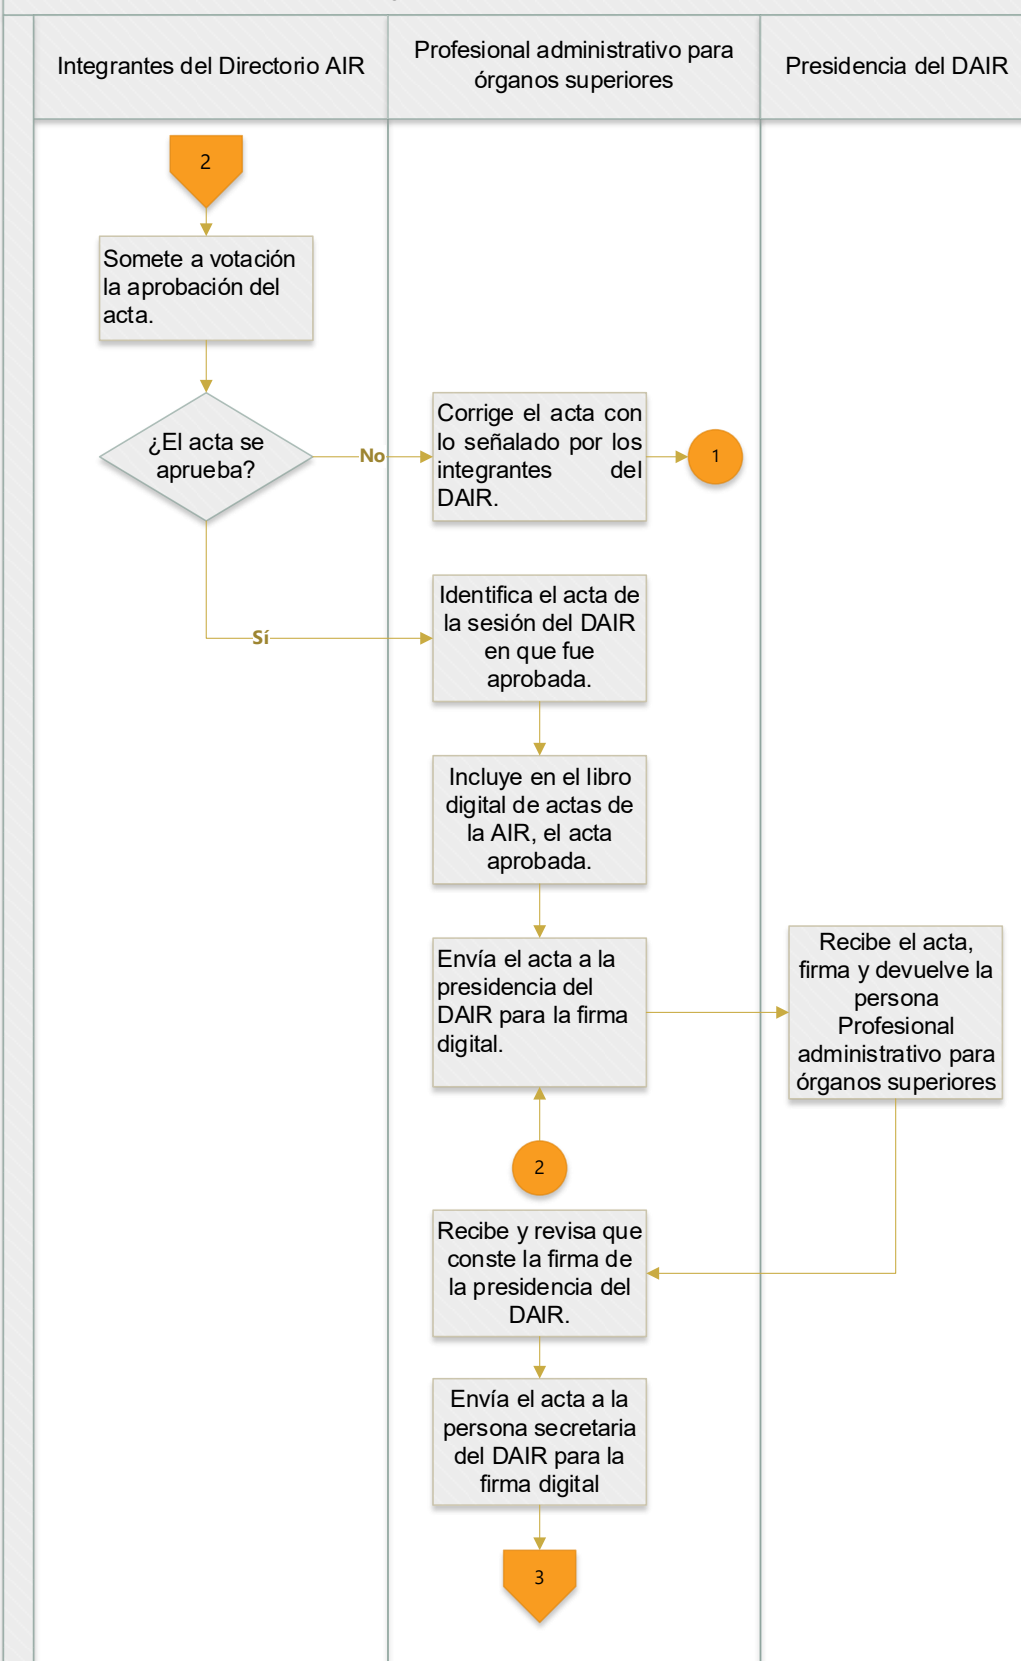 Integrantes del Directorio AIR
Profesional administrativo para
órganos superiores
Presidencia del DAIR
2
Somete a votación
la aprobación del
acta.
¿El acta se
aprueba?
No
Corrige el acta con
lo señalado por los
integrantes del
DAIR.
1
Sí
Identifica el acta de
la sesión del DAIR
en que fue
aprobada.
Incluye en el libro
digital de actas de
la AIR, el acta
aprobada.
Envía el acta a la
presidencia del
DAIR para la firma
digital.
Recibe el acta,
firma y devuelve la
persona
Profesional
administrativo para
órganos superiores
2
Recibe y revisa que
conste la firma de
la presidencia del
DAIR.
Envía el acta a la
persona secretaria
del DAIR para la
firma digital
3